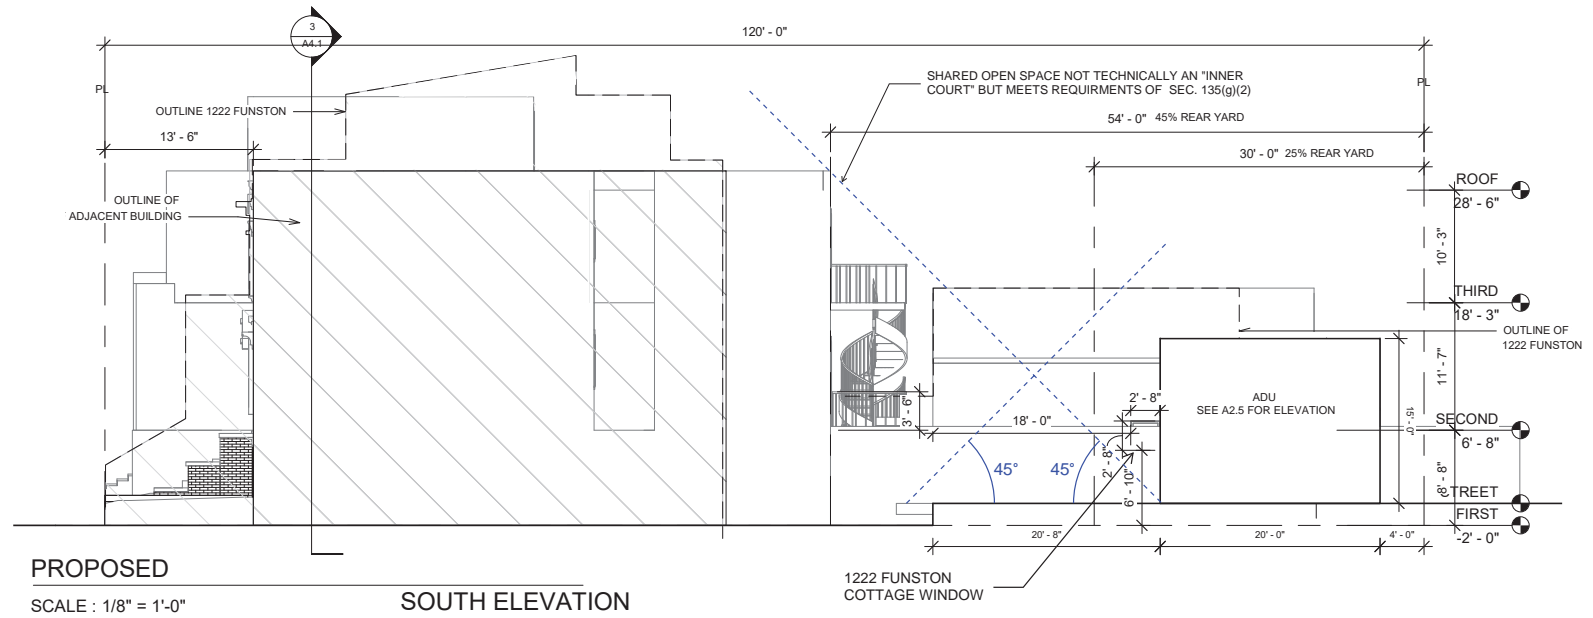 3
A4.1
120' - 0"
PL
PL
SHARED OPEN SPACE NOT TECHNICALLY AN "INNER
COURT" BUT MEETS REQUIRMENTS OF SEC. 135(g)(2)
OUTLINE 1222 FUNSTON
54' - 0" 45% REAR YARD
13' - 6"
30' - 0" 25% REAR YARD
ROOF
28' - 6"
OUTLINE OF
ADJACENT BUILDING
10' - 3"
THIRD
18' - 3"
OUTLINE OF
1222 FUNSTON
11' - 7"
ADU
SEE A2.5 FOR ELEVATION
2' - 8"
3' - 6"
18' - 0"
15' - 0"
SECOND
6' - 8"
45°
45°
2' - 8"
6' - 10"
8' - 8"
TREET
FIRST
-2' - 0"
20' - 8"
20' - 0"
4' - 0"
1222 FUNSTON
COTTAGE WINDOW
PROPOSED
SCALE : 1/8" = 1'-0"
SOUTH ELEVATION